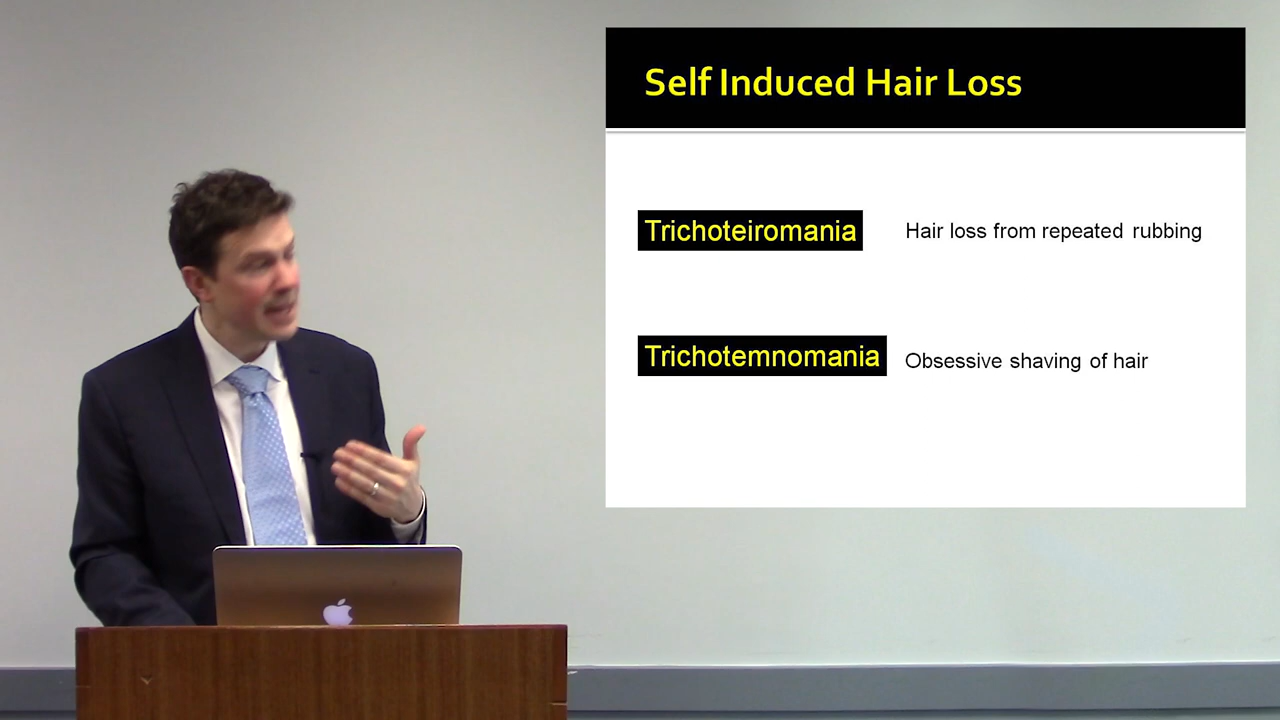 Self Induced Hair Loss
Trichoteiromania
Hair loss from repeated rubbing
Trichotemnomania
Obsessive shaving of hair